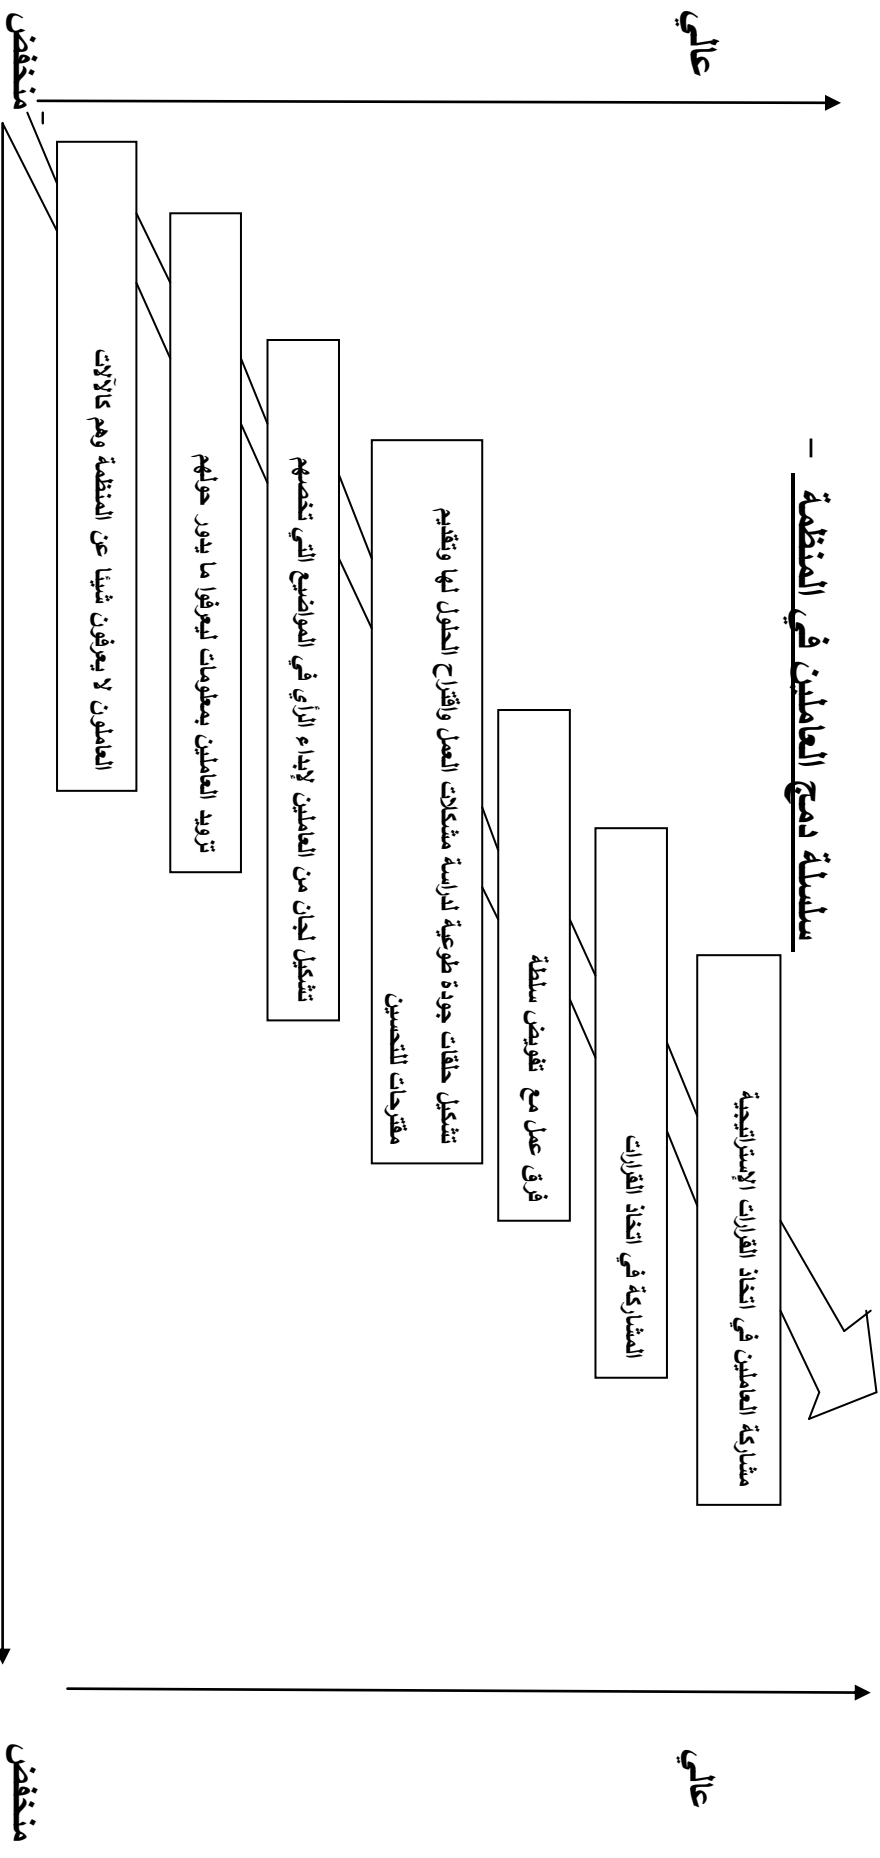 سلسلة دمج العاملين في المنظمة –
عالي
عالي
مشاركة العاملين في اتخاذ القرارات الإستراتيجية
المشاركة في اتخاذ القرارات
فرق عمل مع تفويض سلطة
تشكيل حلقات جودة طوعية لدراسة مشكلات العمل واقتراح الحلول لها وتقديم
مقترحات للتحسين
تشكيل لجان من العاملين لإبداء الرأي في المواضيع التي تخصهم
تزويد العاملين بمعلومات ليعرفوا ما يدور حولهم
العاملون لا يعرفون شيئا عن المنظمة وهم كالآلات
منخفض
منخفض –